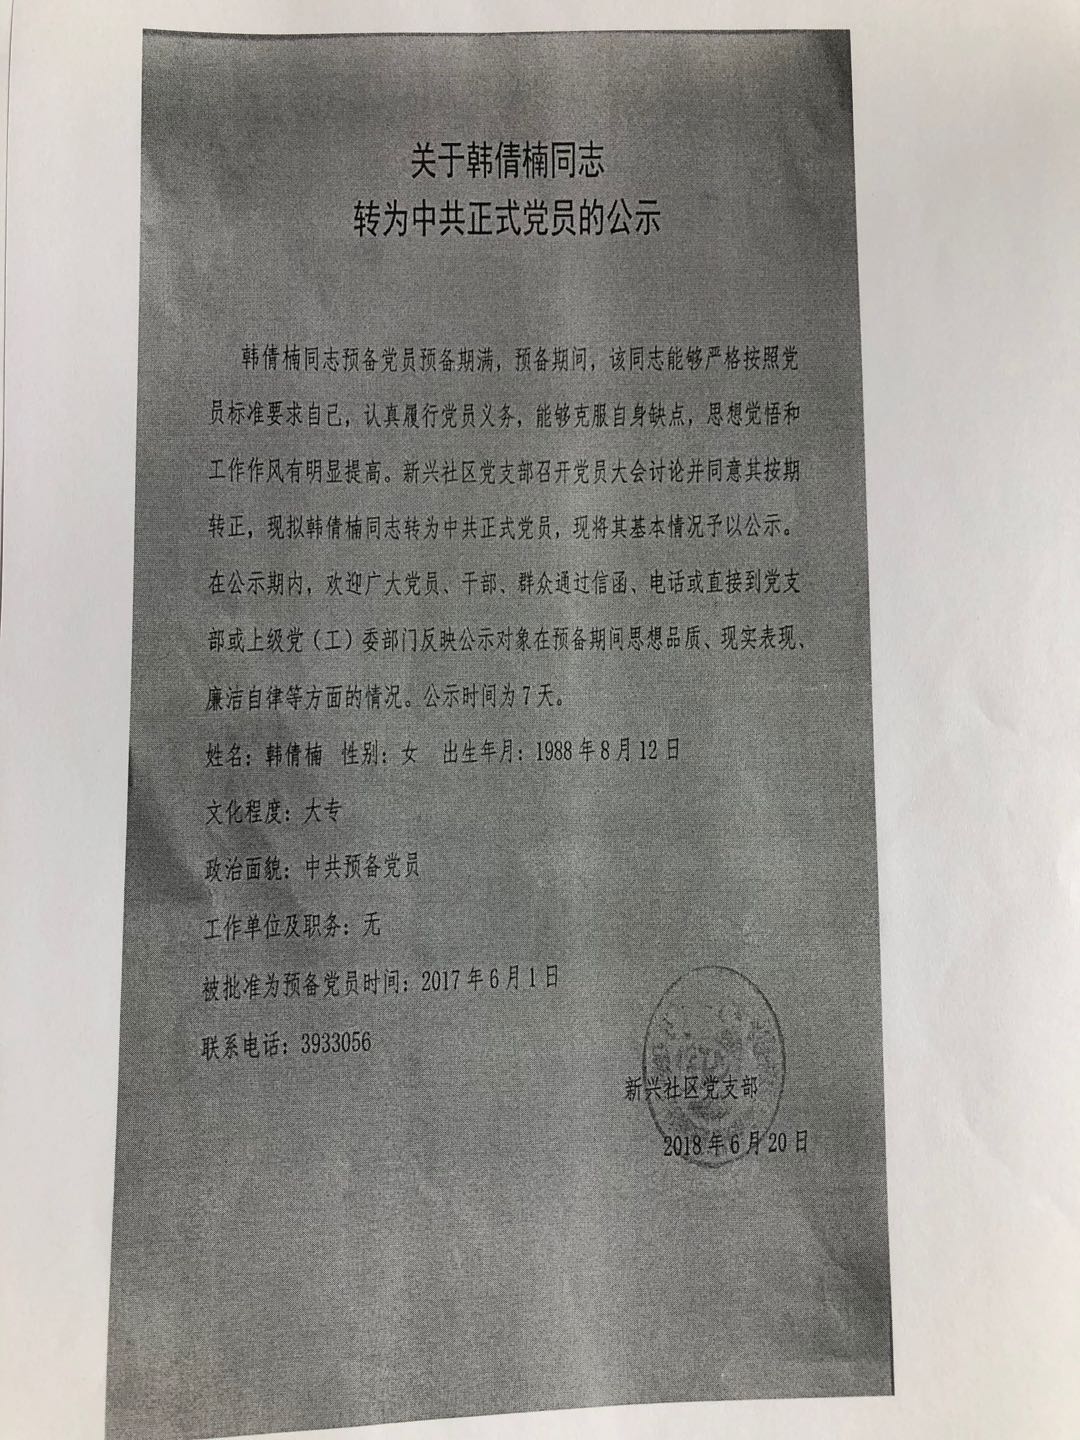 关于韩倩楠同志
转为中共正式党员的公示
韩倩楠同志预备党员预备期满，预备期间，该同志能够严格按照党
员标准要求自己，认真履行党员义务，能够克服自身缺点，思想觉悟和
工作作风有明显提高。新兴社区党支部召开党员大会讨论并同意其按期
转正，现拟韩倩楠同志转为中共正式党员，现将其基本情况予以公示。
在公示期内，欢迎广大党员、干部、群众通过信函、电话或直接到党支
部或上级党（工）委部门反映公示对象在预备期间思想品质、现实表现、
廉洁自律等方面的情况。公示时间为7天。
姓名：韩倩楠 性别：女 出生年月：1988年8月12日
文化程度：大专
政治面貌：中共预备党员
工作单位及职务：无
被批准为预备党员时间：2017年6月1日
联系电话：3933056
新兴社区党支部
2018年6月20日